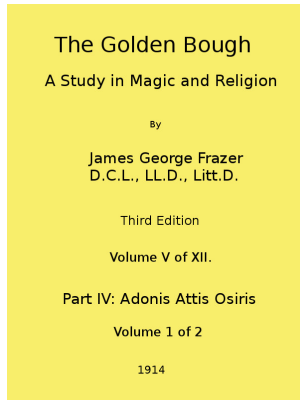 The Golden Bough
A Study in Magic and Religion
By
James George Frazer
D.C.L., LL.D., Litt.D.
Third Edition
Volume V of XII.
Part IV: Adonis Attis Osiris
Volume 1 of 2
1914